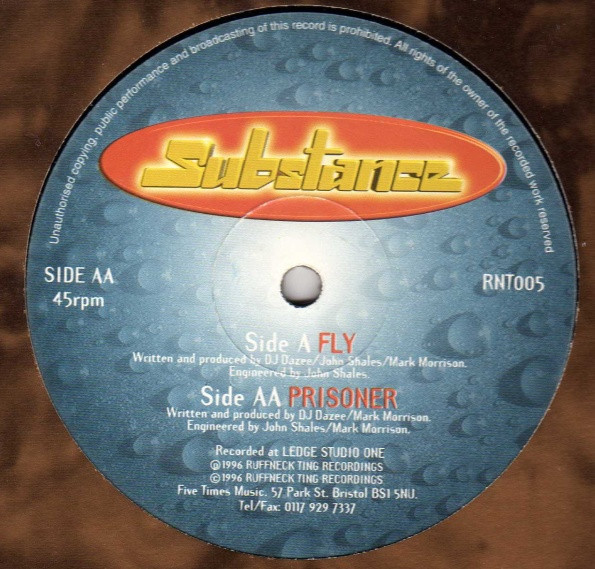 Unauthorised copying, public performance and broadcasting of this record is prohibited. All rights of the owner of the recorded work reserved
Substance
SIDE AA
45rpm
RNT005
Side A FLY
Written and produced by DJ Dazee/John Shales/Mark Morrison.
Engineered by John Shales.
Side AA PRISONER
Written and produced by DJ Dazee/Mark Morrison.
Engineered by John Shales/Mark Morrison.
Recorded at LEDGE STUDIO ONE
℗1996 RUFFNECK TING RECORDINGS
©1996 RUFFNECK TING RECORDINGS
Five Times Music. 57 Park St. Bristol BS1 5NU.
Tel/Fax: 0117 929 7337